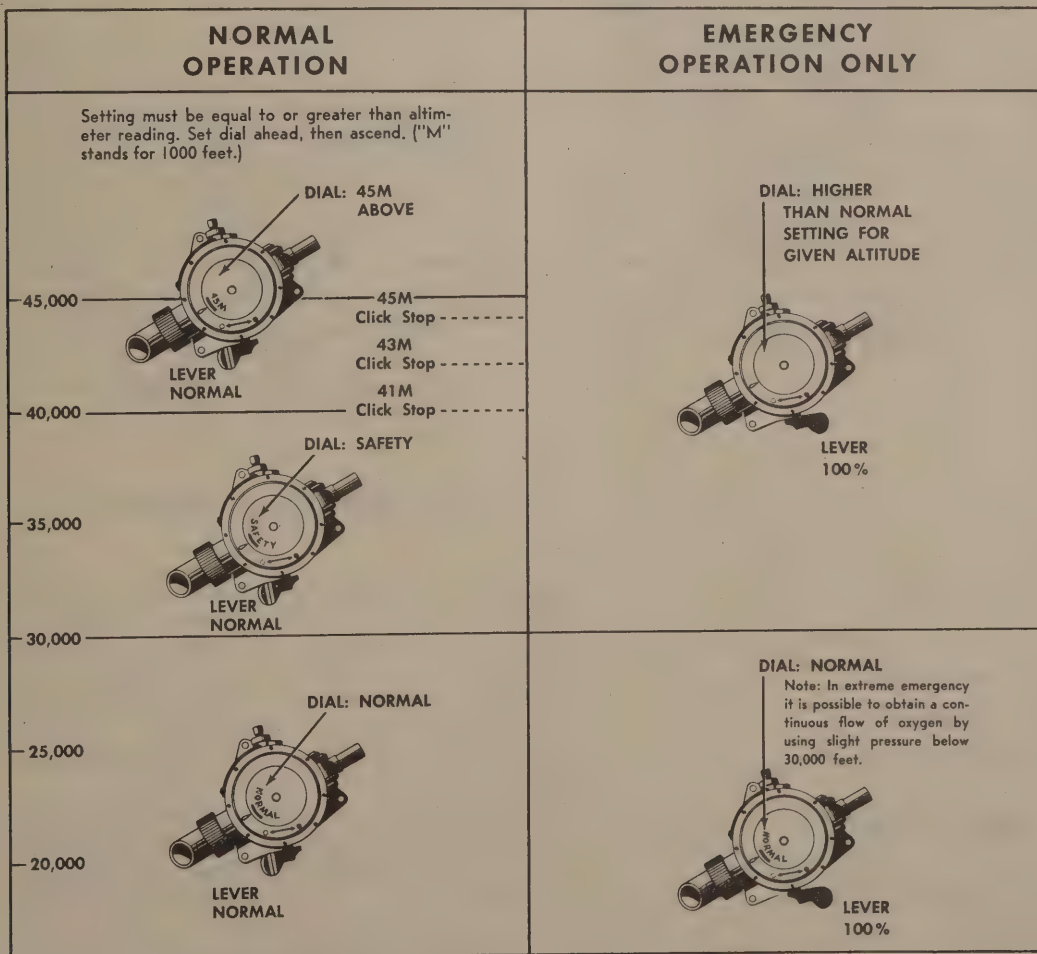 NORMAL
OPERATION
EMERGENCY
OPERATION ONLY
Setting must be equal to or greater than altim-
eter reading. Set dial ahead, then ascend. ("M"
stands for 1000 feet.)
DIAL: 45M
ABOVE
45M
LEVER
NORMAL
45,000
45M
Click Stop
43M
Click Stop
41M
Click Stop
40,000
DIAL: SAFETY
SAFETY
35,000
LEVER
NORMAL
30,000
DIAL: NORMAL
NORMAL
25,000
20,000
LEVER
NORMAL
DIAL: HIGHER
THAN NORMAL
SETTING FOR
GIVEN ALTITUDE
LEVER
100%
DIAL: NORMAL
Note: In extreme emergency
it is possible to obtain a con-
tinuous flow of oxygen by
using slight pressure below
30,000 feet.
NORMAL
LEVER
100%